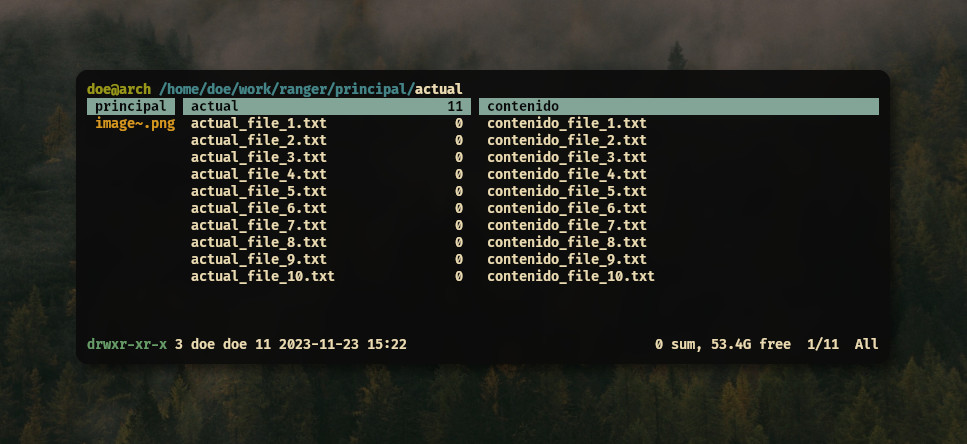 doe@arch /home/doe/work/ranger/principal/actual
principal actual 11 contenido
image~.png actual_file_1.txt 0 contenido_file_1.txt
actual_file_2.txt 0 contenido_file_2.txt
actual_file_3.txt 0 contenido_file_3.txt
actual_file_4.txt 0 contenido_file_4.txt
actual_file_5.txt 0 contenido_file_5.txt
actual_file_6.txt 0 contenido_file_6.txt
actual_file_7.txt 0 contenido_file_7.txt
actual_file_8.txt 0 contenido_file_8.txt
actual_file_9.txt 0 contenido_file_9.txt
actual_file_10.txt 0 contenido_file_10.txt
drwxr-xr-x 3 doe doe 11 2023-11-23 15:22 0 sum, 53.4G free 1/11 All